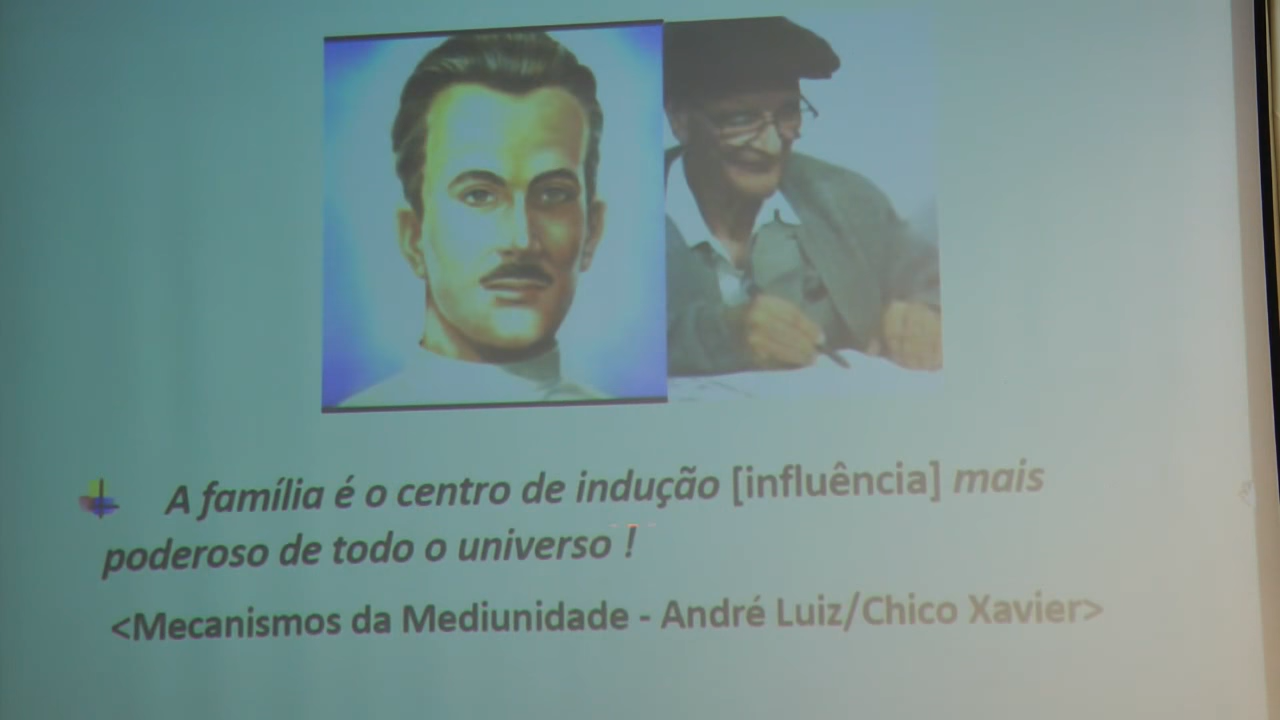 A família é o centro de indução [influência] mais
poderoso de todo o universo !
<Mecanismos da Mediunidade - André Luiz/Chico Xavier>